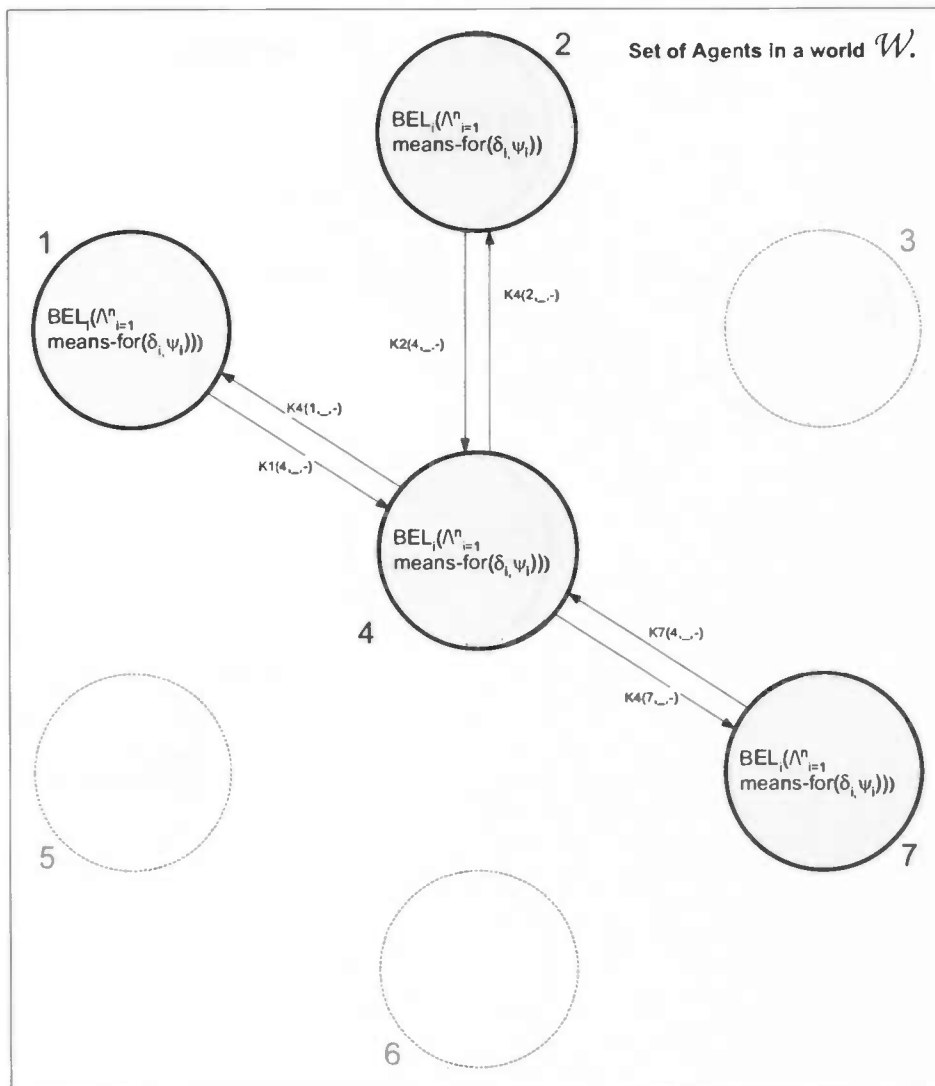 2
Set of Agents in a world 𝒲.
BELᵢ(Λⁿᵢ₌₁
means-for(δᵢ,ψᵢ))
1
3
BELᵢ(Λⁿᵢ₌₁
means-for(δᵢ,ψᵢ)))
K4(2,_,-)
K2(4,_,-)
K4(1,_,-)
K1(4,_,-)
BELᵢ(Λⁿᵢ₌₁
means-for(δᵢ,ψᵢ)))
4
K7(4,_,-)
K4(7,_,-)
BELᵢ(Λⁿᵢ₌₁
means-for(δᵢ,ψᵢ)))
5
7
6